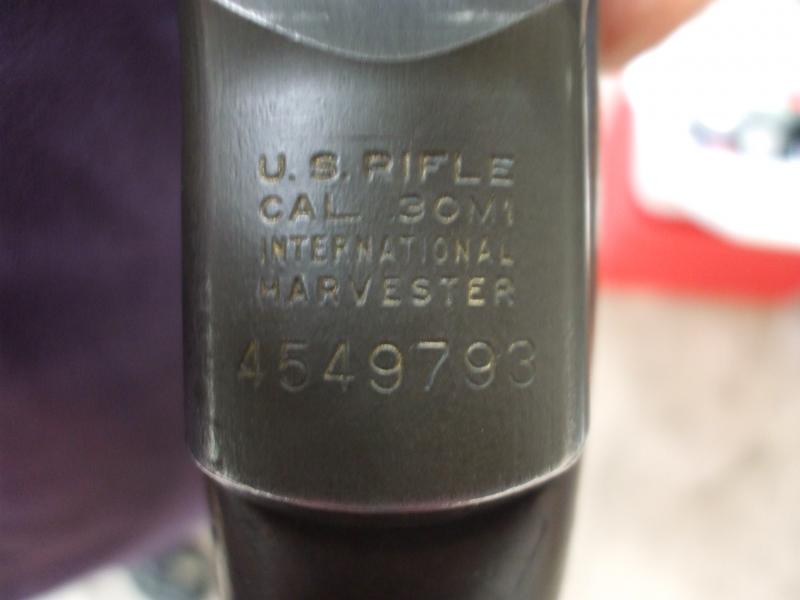 U.S. RIFLE
CAL .30M1
INTERNATIONAL
HARVESTER
4549793